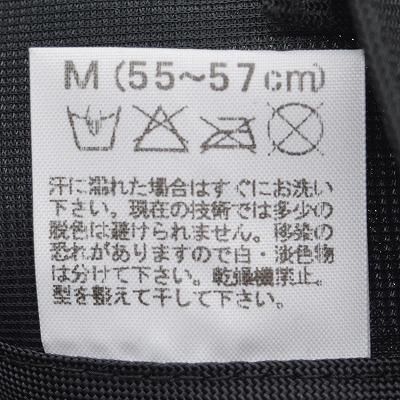 M (55~57cm)
汗に濡れた場合はすぐにお洗い
下さい。現在の技術では多少の
脱色は避けられません。移染の
恐れがありますので白・淡色物
は分けて下さい。乾燥機禁止。
型を整えて干して下さい。